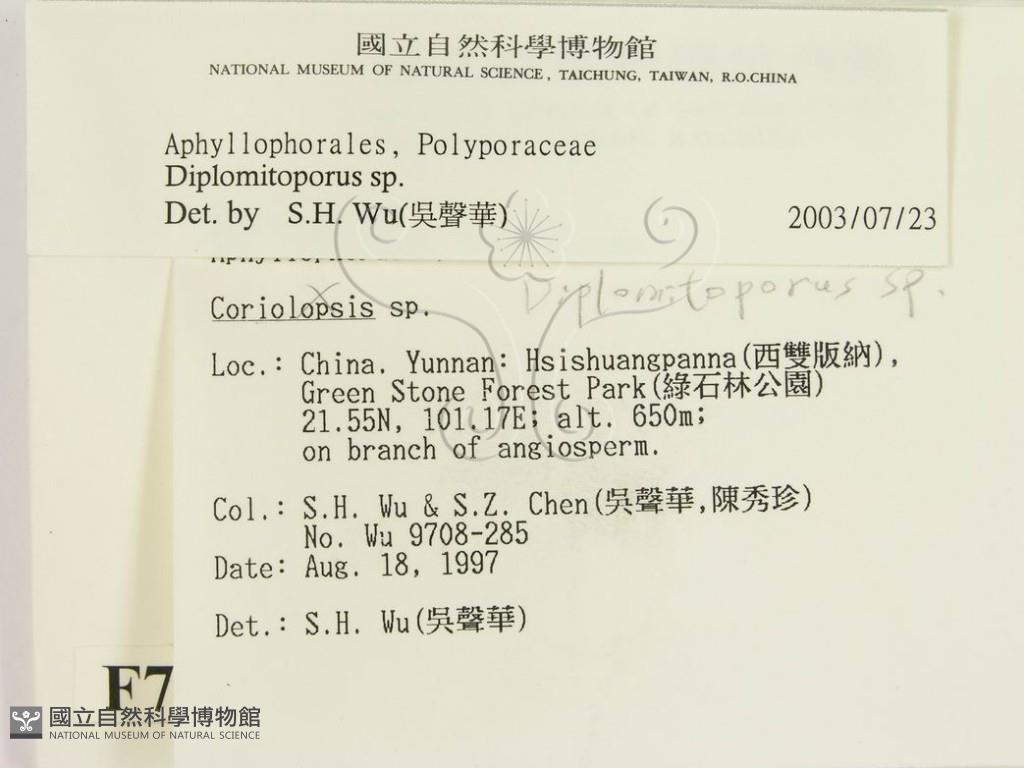 國立自然科學博物館
NATIONAL MUSEUM OF NATURAL SCIENCE, TAICHUNG, TAIWAN, R.O.CHINA
Aphyllophorales, Polyporaceae
Diplomitoporus sp.
Det. by S.H. Wu(吳聲華)
2003/07/23
Coriolopsis sp.
Diplomitoporus sp.
Loc.: China. Yunnan: Hsishuangpanna(西雙版納),
Green Stone Forest Park(綠石林公園)
21.55N, 101.17E; alt. 650m;
on branch of angiosperm.
Col.: S.H. Wu & S.Z. Chen(吳聲華,陳秀珍)
No. Wu 9708-285
Date: Aug. 18, 1997
Det.: S.H. Wu(吳聲華)
F7
國立自然科學博物館
NATIONAL MUSEUM OF NATURAL SCIENCE